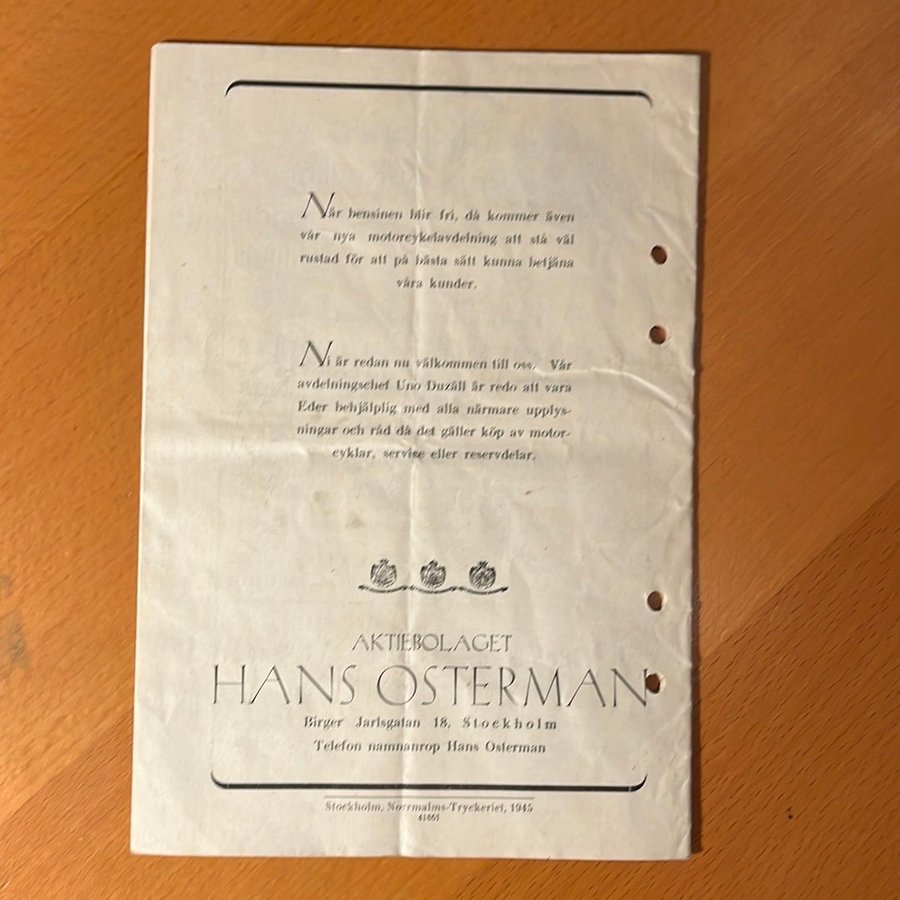 När bensinen blir fri, då kommer även
vår nya motorcykelavdelning att stå väl
rustad för att på bästa sätt kunna betjäna
våra kunder.
Ni är redan nu välkommen till oss. Vår
avdelningschef Uno Duzäll är redo att vara
Eder behjälplig med alla närmare upplys-
ningar och råd då det gäller köp av motor-
cyklar, servise eller reservdelar.
AKTIEBOLAGET
HANS OSTERMAN
Birger Jarlsgatan 18, Stockholm
Telefon namnanrop Hans Osterman
Stockholm, Norrmalms-Tryckeriet, 1945
41861